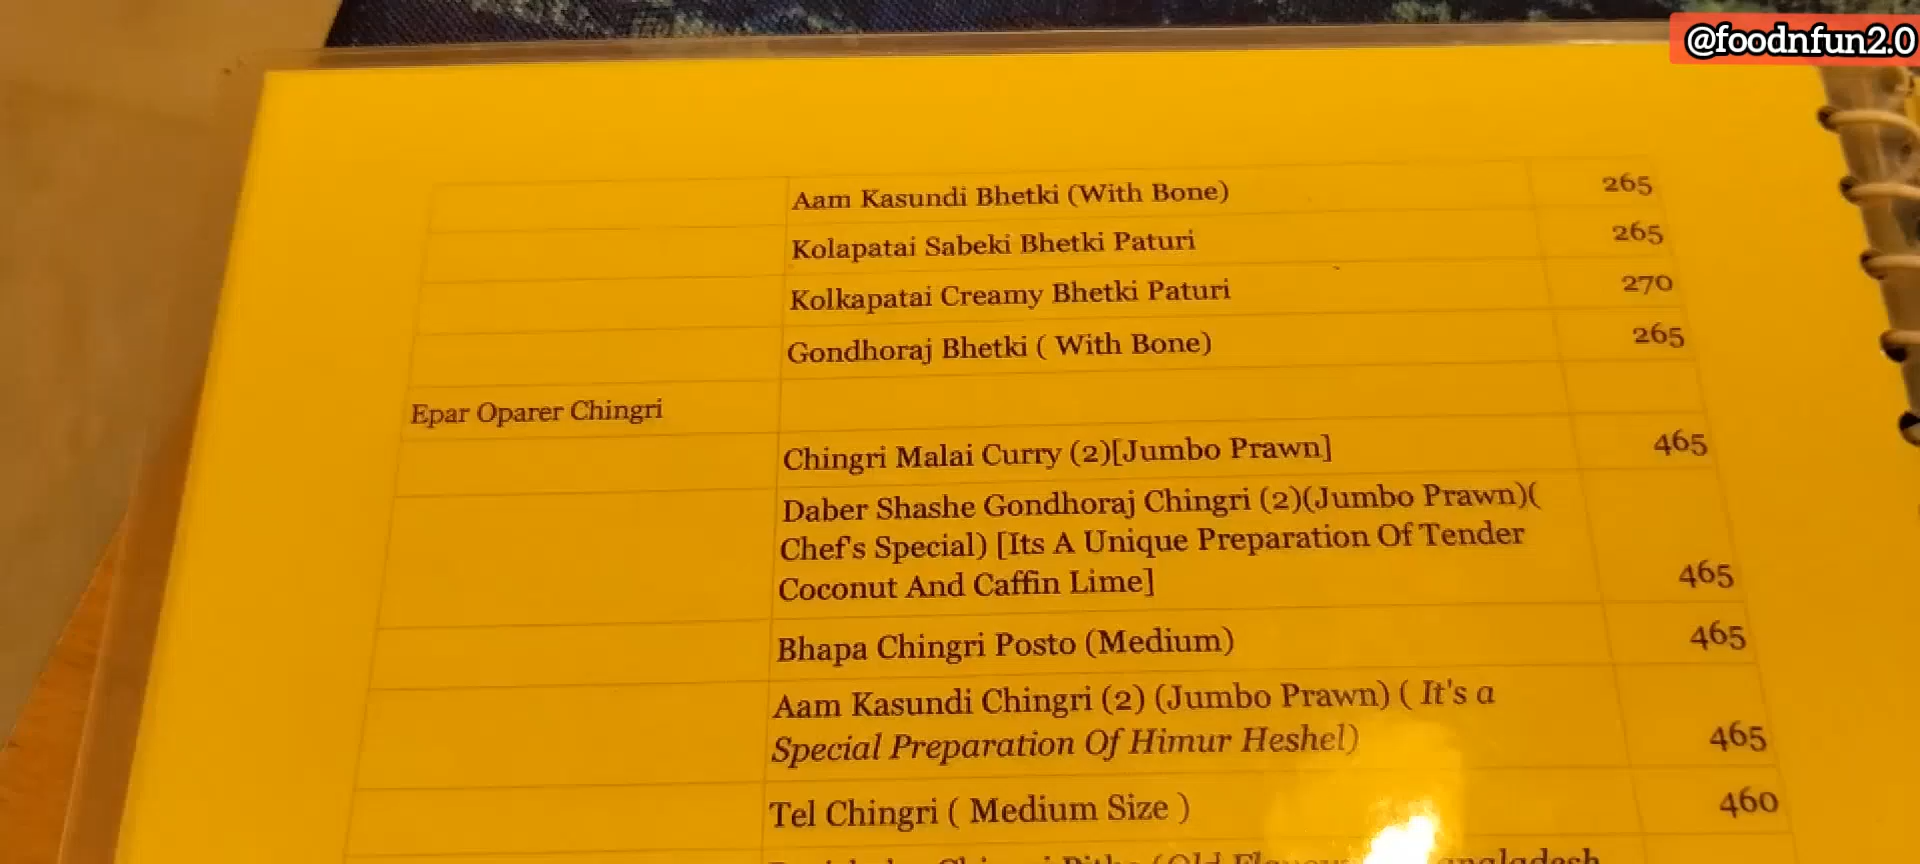 @foodnfun2.0
Aam Kasundi Bhetki (With Bone) 265
Kolapatai Sabeki Bhetki Paturi 265
Kolkapatai Creamy Bhetki Paturi 270
Gondhoraj Bhetki ( With Bone) 265
Epar Oparer Chingri
Chingri Malai Curry (2)[Jumbo Prawn] 465
Daber Shashe Gondhoraj Chingri (2)(Jumbo Prawn)(
Chef's Special) [Its A Unique Preparation Of Tender
Coconut And Caffin Lime] 465
Bhapa Chingri Posto (Medium) 465
Aam Kasundi Chingri (2) (Jumbo Prawn) ( It's a
Special Preparation Of Himur Heshel) 465
Tel Chingri ( Medium Size ) 460